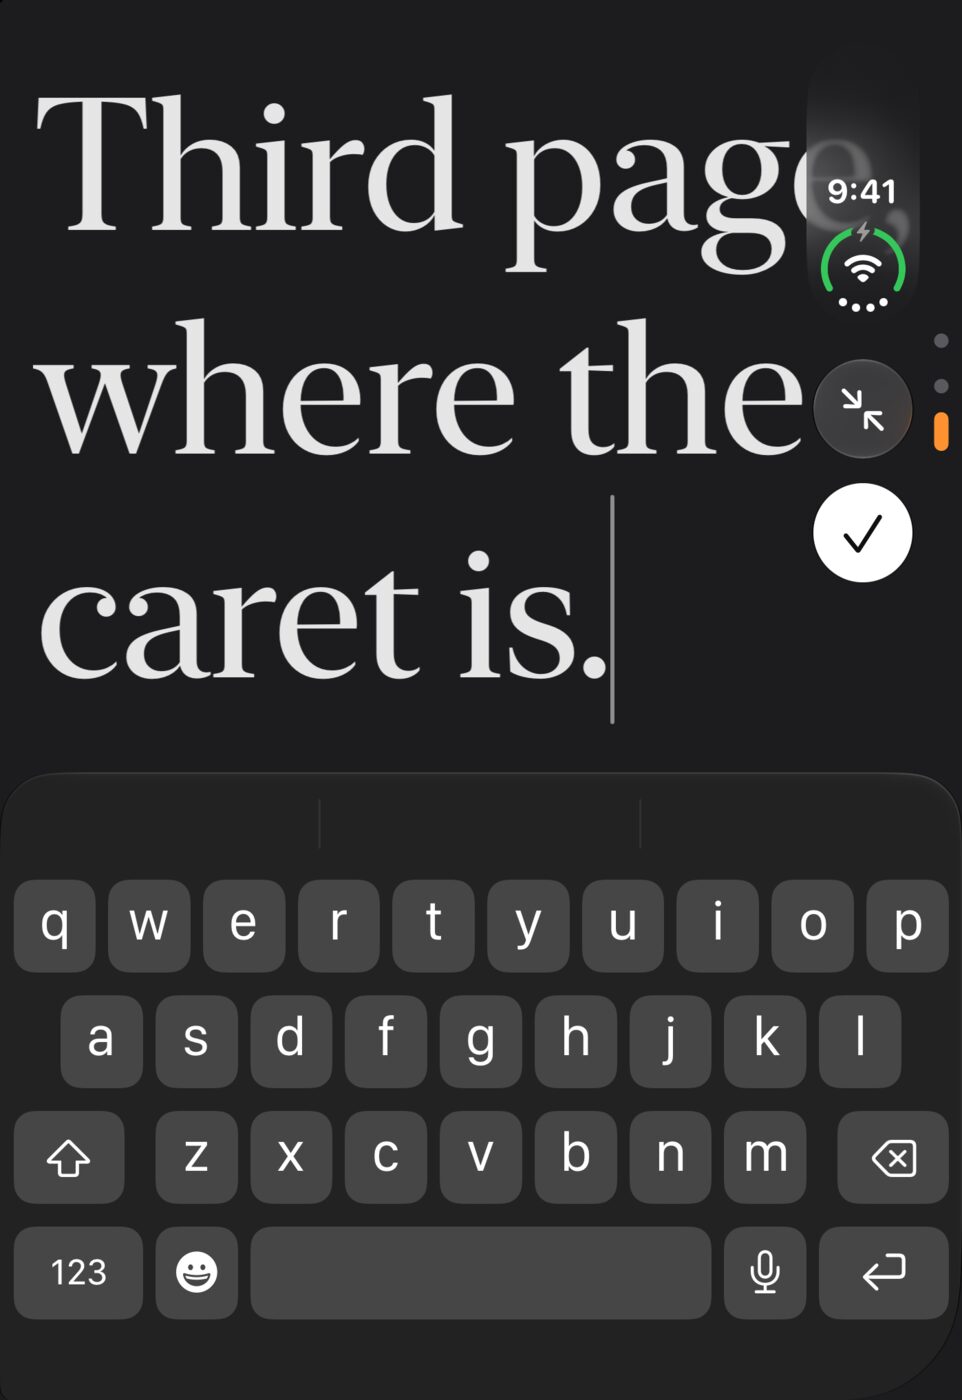 Third page,
where the
caret is.
9:41
q w e r t y u i o p
a s d f g h j k l
z x c v b n m
123